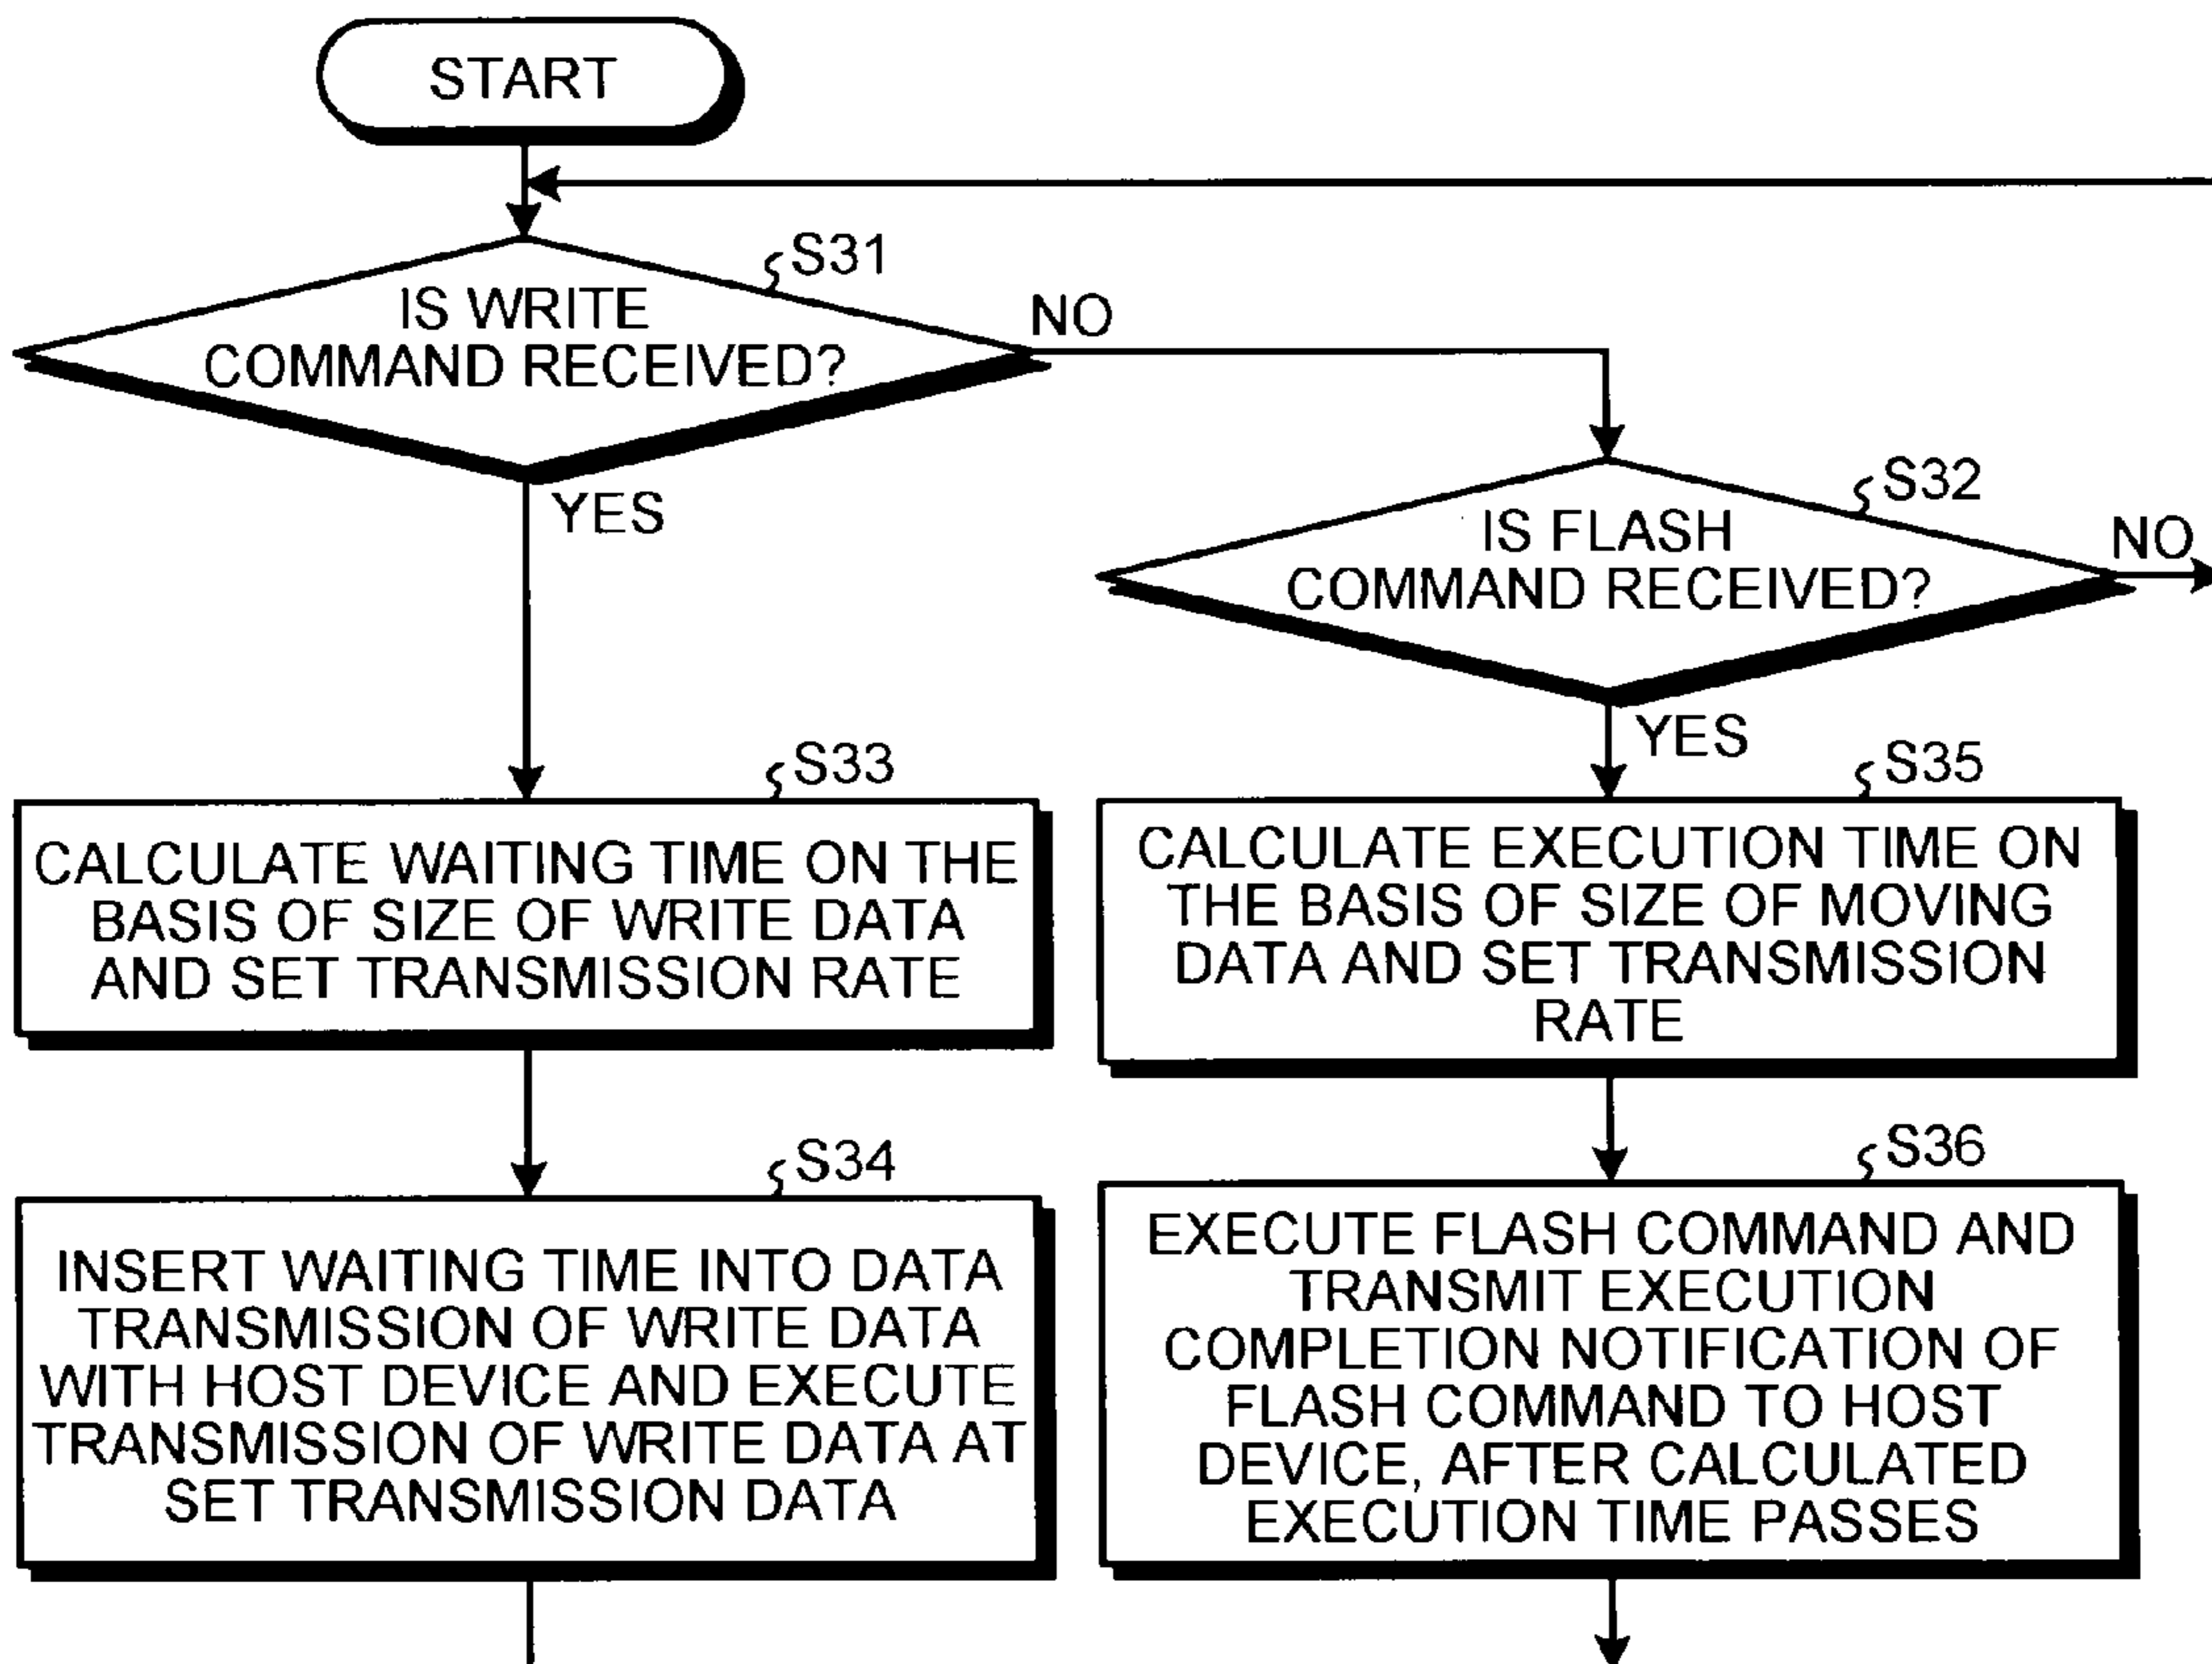 START
S31
IS WRITE
COMMAND RECEIVED?
NO
YES
S32
IS FLASH
COMMAND RECEIVED?
NO
YES
S33
CALCULATE WAITING TIME ON THE
BASIS OF SIZE OF WRITE DATA
AND SET TRANSMISSION RATE
S35
CALCULATE EXECUTION TIME ON
THE BASIS OF SIZE OF MOVING
DATA AND SET TRANSMISSION
RATE
S34
INSERT WAITING TIME INTO DATA
TRANSMISSION OF WRITE DATA
WITH HOST DEVICE AND EXECUTE
TRANSMISSION OF WRITE DATA AT
SET TRANSMISSION DATA
S36
EXECUTE FLASH COMMAND AND
TRANSMIT EXECUTION
COMPLETION NOTIFICATION OF
FLASH COMMAND TO HOST
DEVICE, AFTER CALCULATED
EXECUTION TIME PASSES